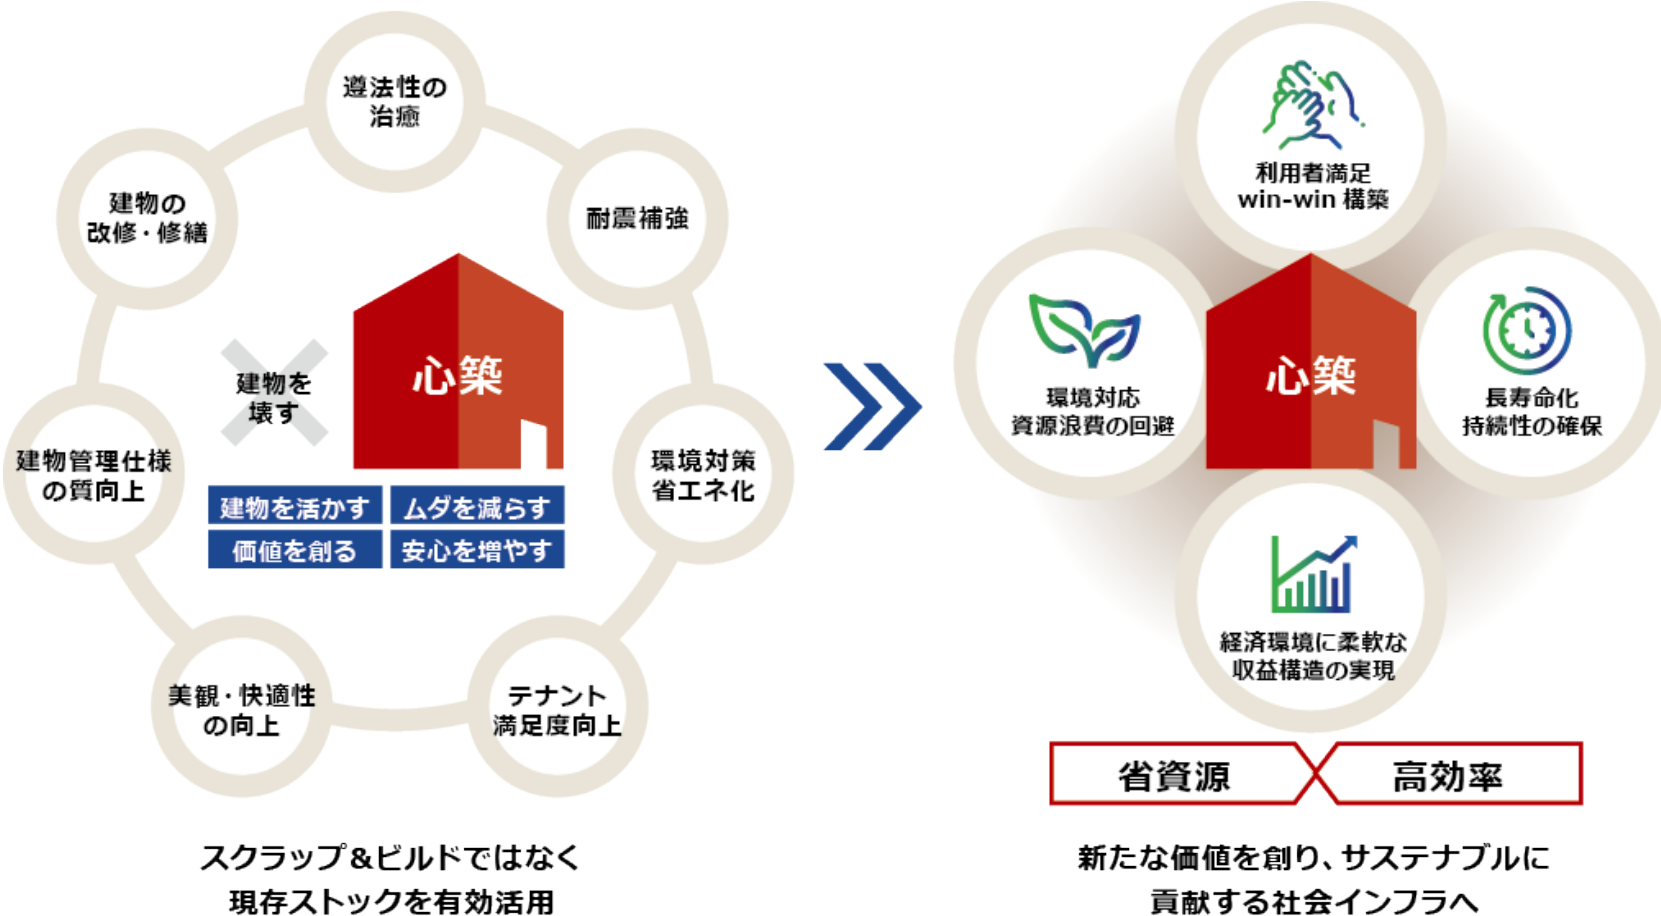 遵法性の
治癒
建物の
改修・修繕
耐震補強
建物を
壊す
心築
建物管理仕様
の質向上
環境対策
省エネ化
建物を活かす
ムダを減らす
価値を創る
安心を増やす
美観・快適性
の向上
テナント
満足度向上
スクラップ&ビルドではなく
現存ストックを有効活用
利用者満足
win-win 構築
環境対応
資源浪費の回避
心築
長寿命化
持続性の確保
経済環境に柔軟な
収益構造の実現
省資源
高効率
新たな価値を創り、サステナブルに
貢献する社会インフラへ